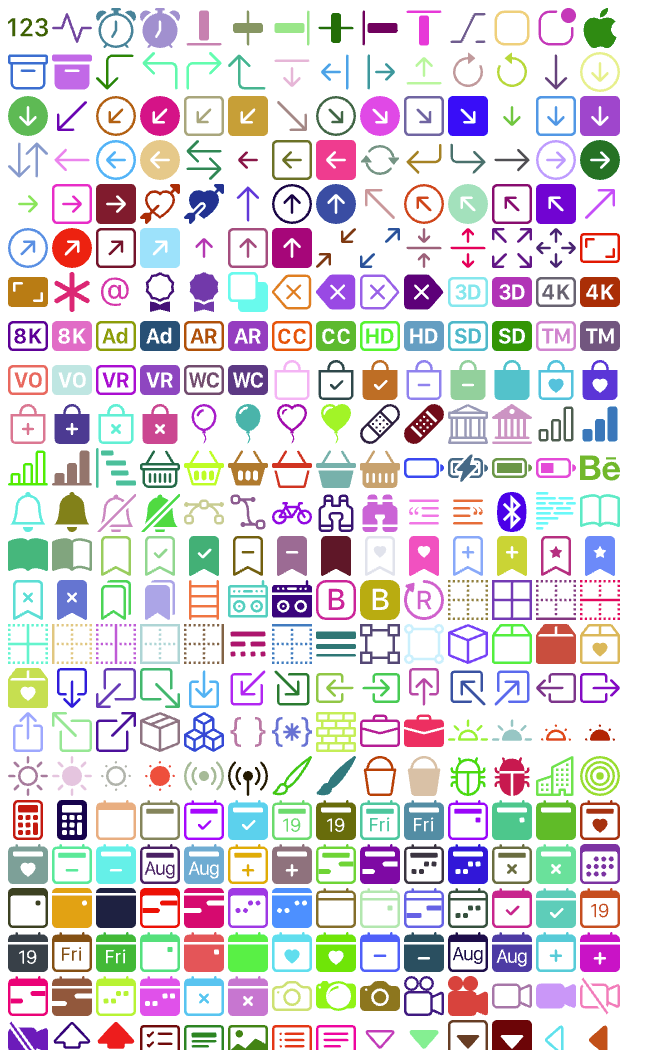 123
@ 3D 3D 4K 4K
8K 8K Ad Ad AR AR CC CC HD HD SD SD TM TM
VO VO VR VR WC WC
Bē
B B R
19 19 Fri Fri
Aug Aug
19
19 Fri Fri Aug Aug